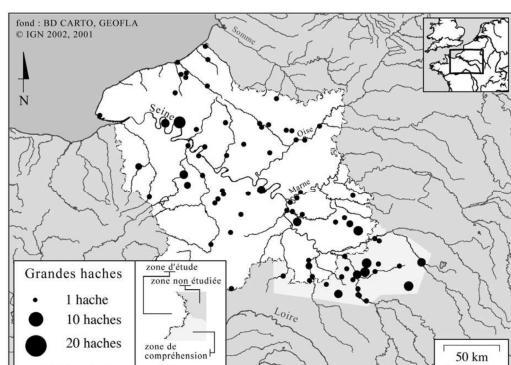 fond : BD CARTO, GEOFLA
© IGN 2002, 2001
Somme
N
Seine
Oise
Marne
Loire
Grandes haches
1 hache
10 haches
20 haches
zone d'étude
zone non étudiée
zone de
compréhension
50 km